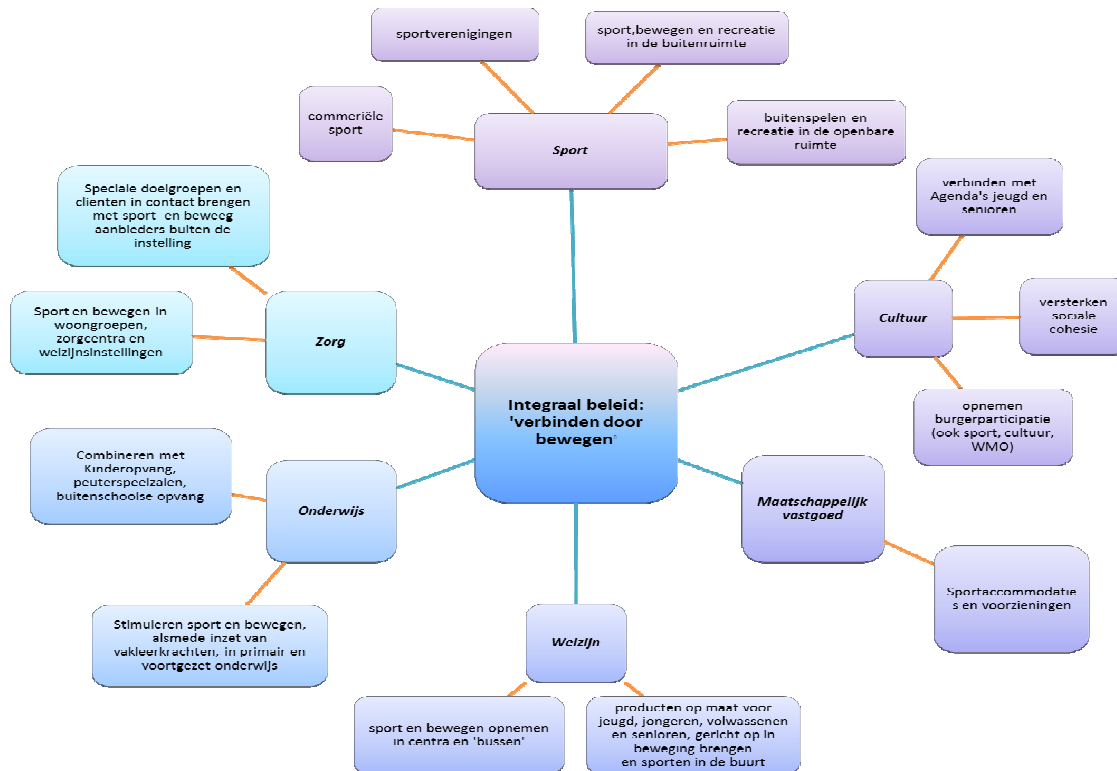 sportverenigingen
sport,bewegen en recreatie
in de buitenruimte
commeriële
sport
Sport
buitenspelen en
recreatie in de openbare
ruimte
Speciale doelgroepen en
clienten in contact brengen
met sport en beweeg
aanbieders buiten de
instelling
verbinden met
Agenda's jeugd en
senioren
Sport en bewegen in
woongroepen,
zorgcentra en
welzijnsinstellingen
Zorg
Cultuur
versterken
sociale
cohesie
Integraal beleid:
'verbinden door
bewegen'
opnemen
burgerparticipatie
(ook sport, cultuur,
WMO)
Combineren met
Kinderopvang,
peuterspeelzalen,
buitenschoolse opvang
Onderwijs
Maatschappelijk
vastgoed
Sportaccommodatie
s en voorzieningen
Stimuleren sport en bewegen,
alsmede inzet van
vakleerkrachten, in primair en
voortgezet onderwijs
Welzijn
sport en bewegen opnemen
in centra en 'bussen'
producten op maat voor
jeugd, jongeren, volwassenen
en senioren, gericht op in
beweging brengen
en sporten in de buurt